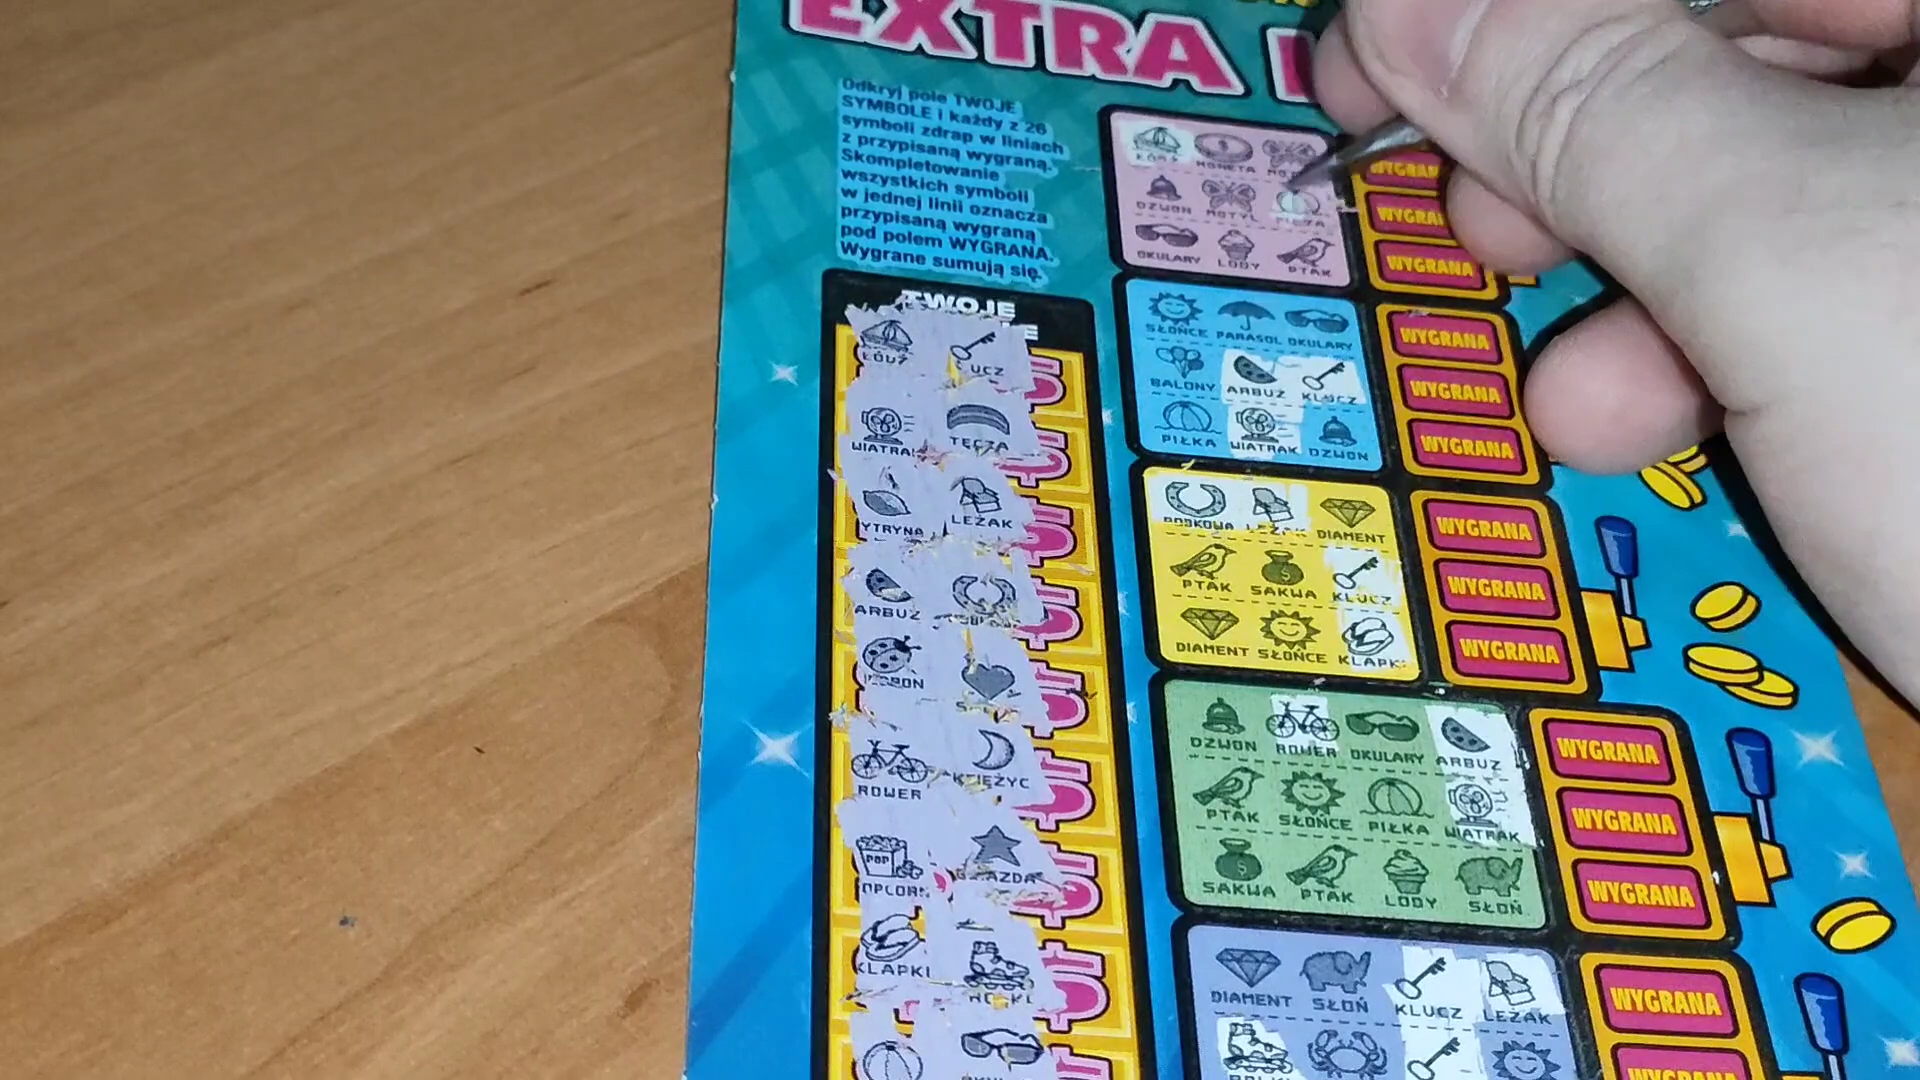 EXTRA
Odkryj pole TWOJE
SYMBOLE i każdy z 26
symboli zdrap w liniach
z przypisaną wygraną.
Skompletowanie
wszystkich symboli
w jednej linii oznacza
przypisaną wygraną
pod polem WYGRANA.
Wygrane sumują się.
TWOJE
ŁÓDŹ
WIATRAK TĘCZA
LEŻAK
ARBUZ
ROWER KSIĘŻYC
KLAPKI
ŁÓDŹ MONETA
DZWON MOTYL PIŁKA
OKULARY LODY PTAK
WYGRANA
SŁOŃCE PARASOL OKULARY
WYGRANA
BALONY ARBUZ KLUCZ
WYGRANA
PIŁKA WIATRAK DZWON
WYGRANA
PODKOWA LEŻAK DIAMENT
WYGRANA
PTAK SAKWA KLUCZ
WYGRANA
DIAMENT SŁOŃCE KLAPKI
WYGRANA
DZWON ROWER OKULARY ARBUZ
WYGRANA
PTAK SŁOŃCE PIŁKA WIATRAK
WYGRANA
SAKWA PTAK LODY SŁOŃ
WYGRANA
DIAMENT SŁOŃ KLUCZ LEŻAK
WYGRANA
WYGRANA